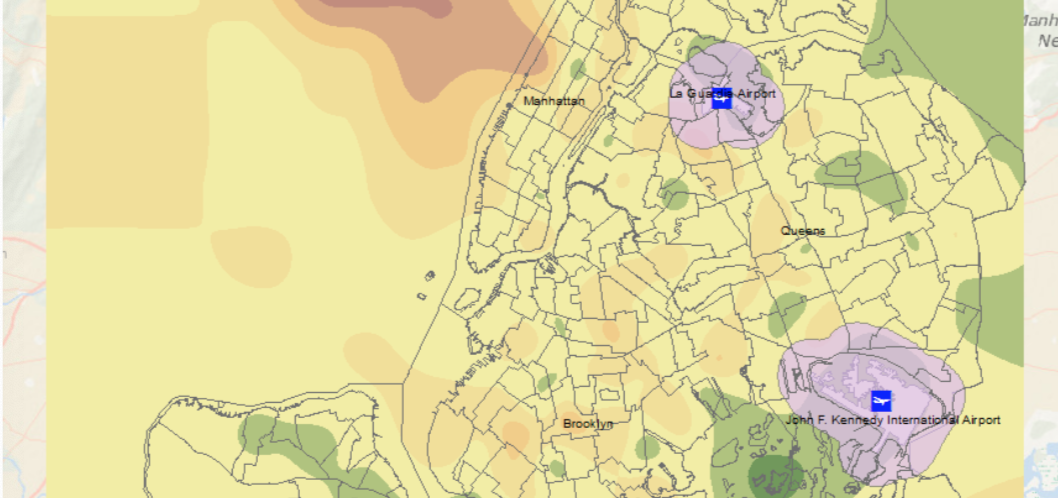 La Guardia Airport
Manhattan
Queens
John F. Kennedy International Airport
Brooklyn